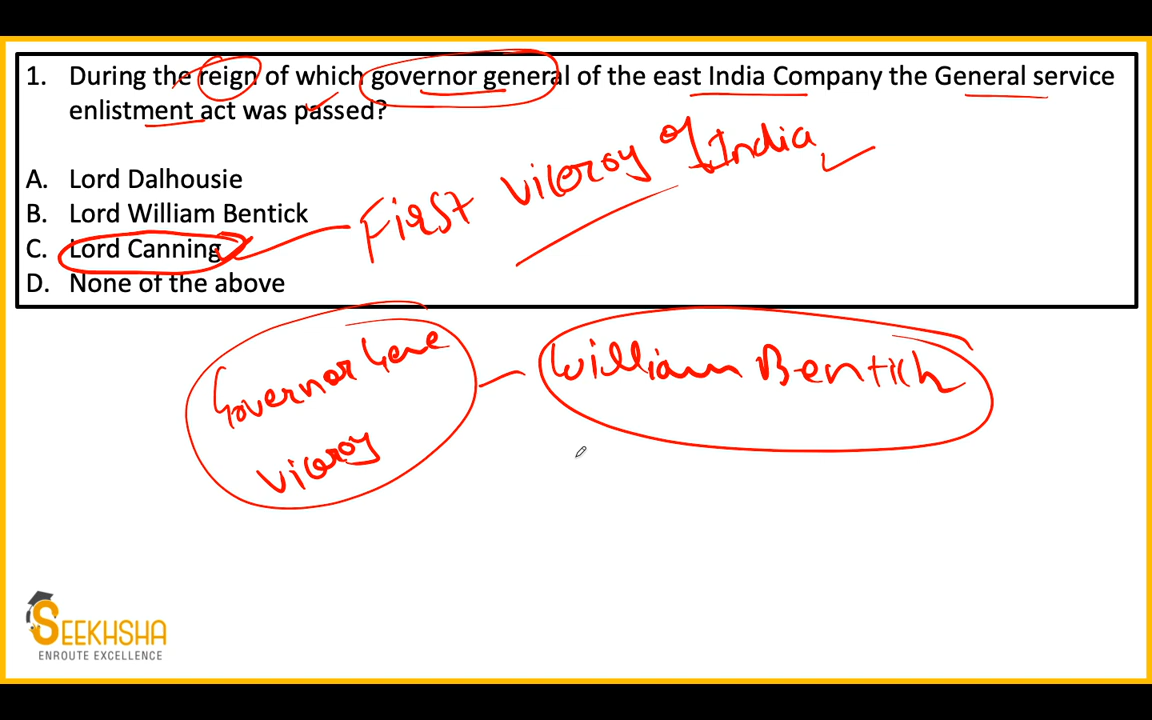 1. During the reign of which governor general of the east India Company the General service
enlistment act was passed?
A. Lord Dalhousie
B. Lord William Bentick
C. Lord Canning
D. None of the above
First Viceroy of India
Governor Gene
Viceroy
William Bentick
SEEKHSHA
ENROUTE EXCELLENCE